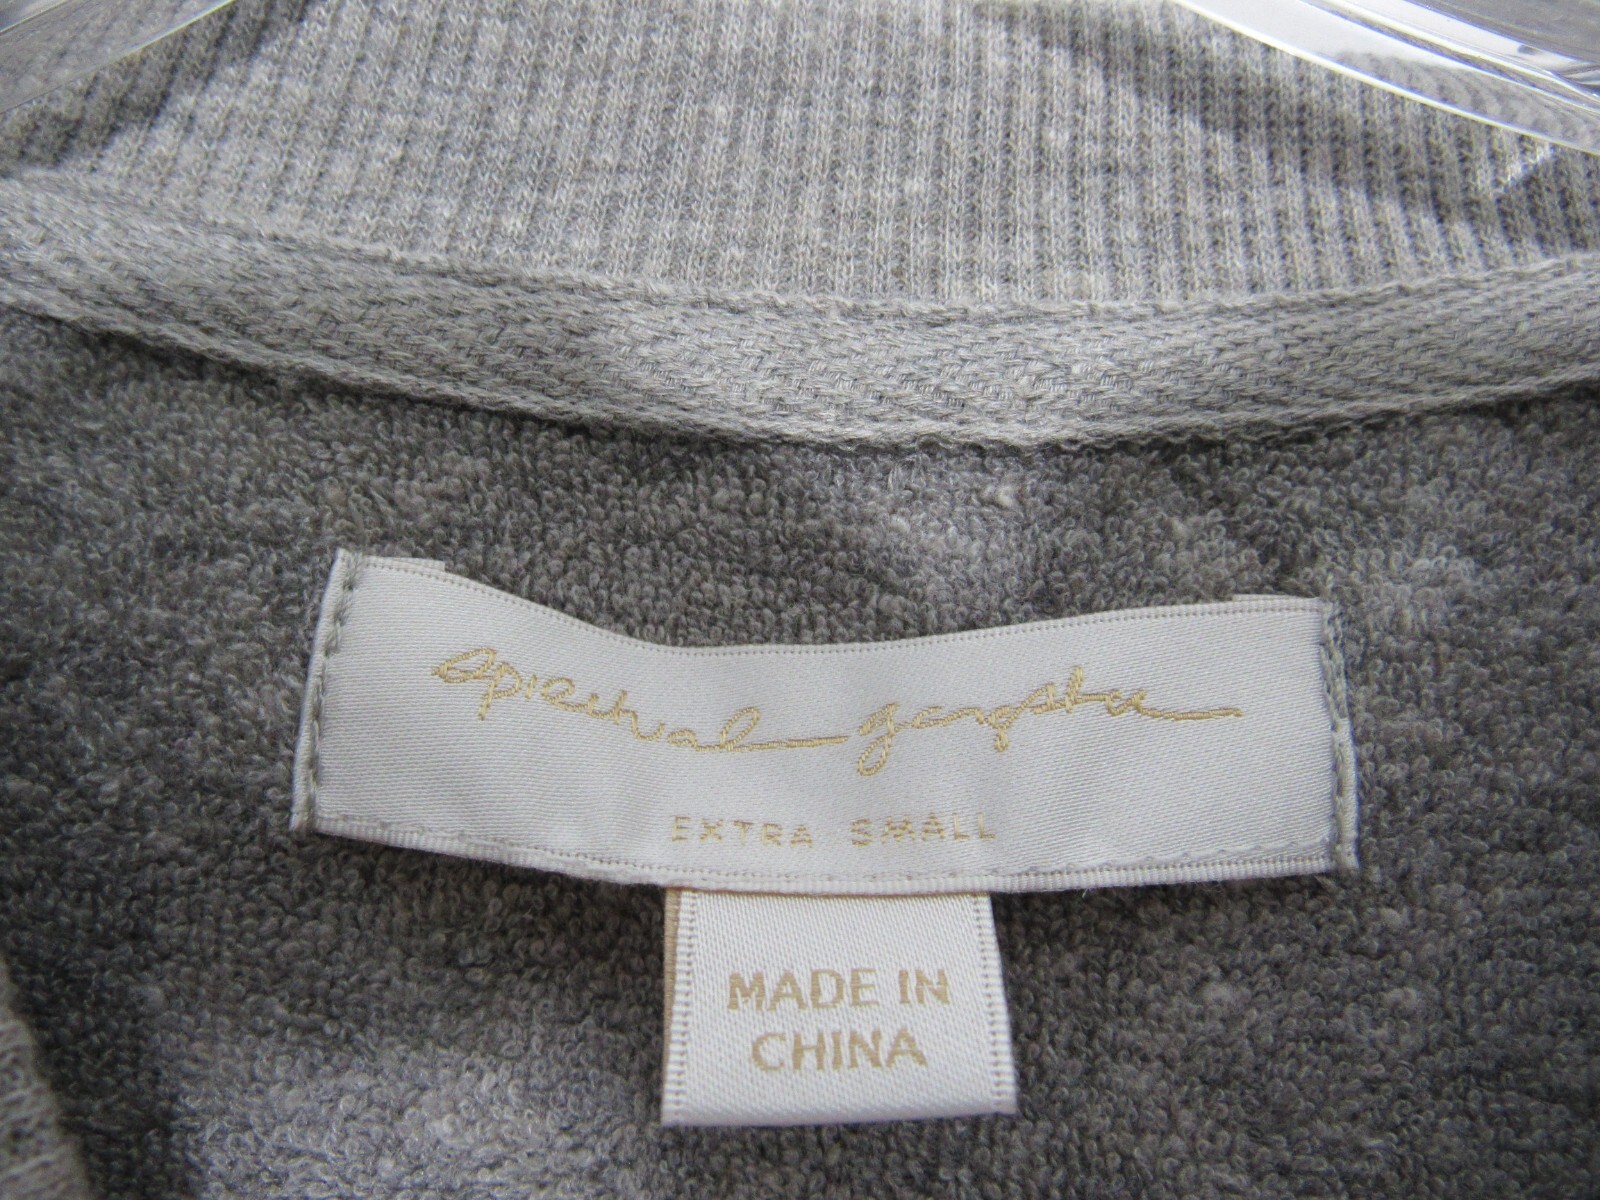 spiritual gangster
EXTRA SMALL
MADE IN
CHINA